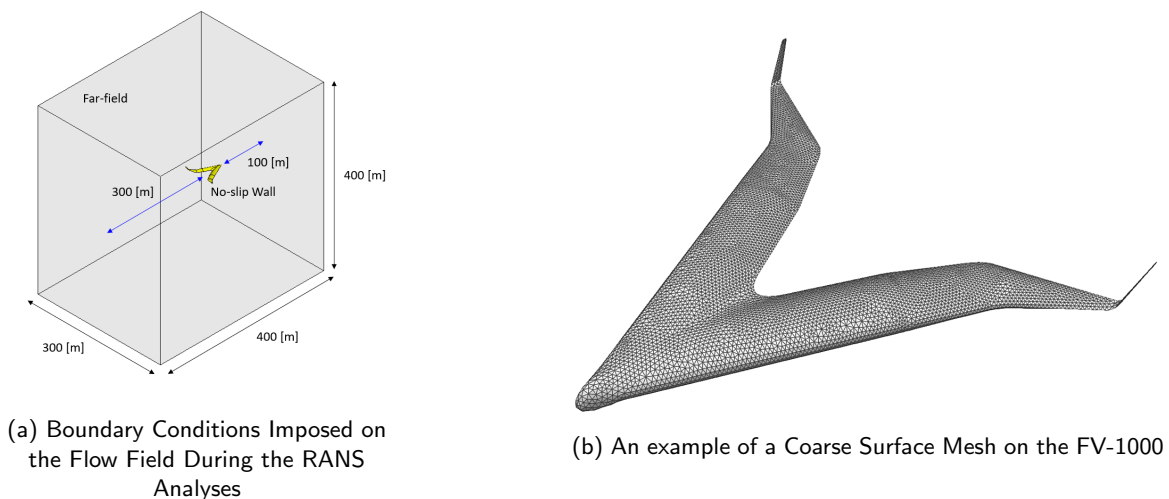 Far-field
100 [m]
400 [m]
300 [m]
No-slip Wall
300 [m]
400 [m]
(a) Boundary Conditions Imposed on
the Flow Field During the RANS
Analyses
(b) An example of a Coarse Surface Mesh on the FV-1000